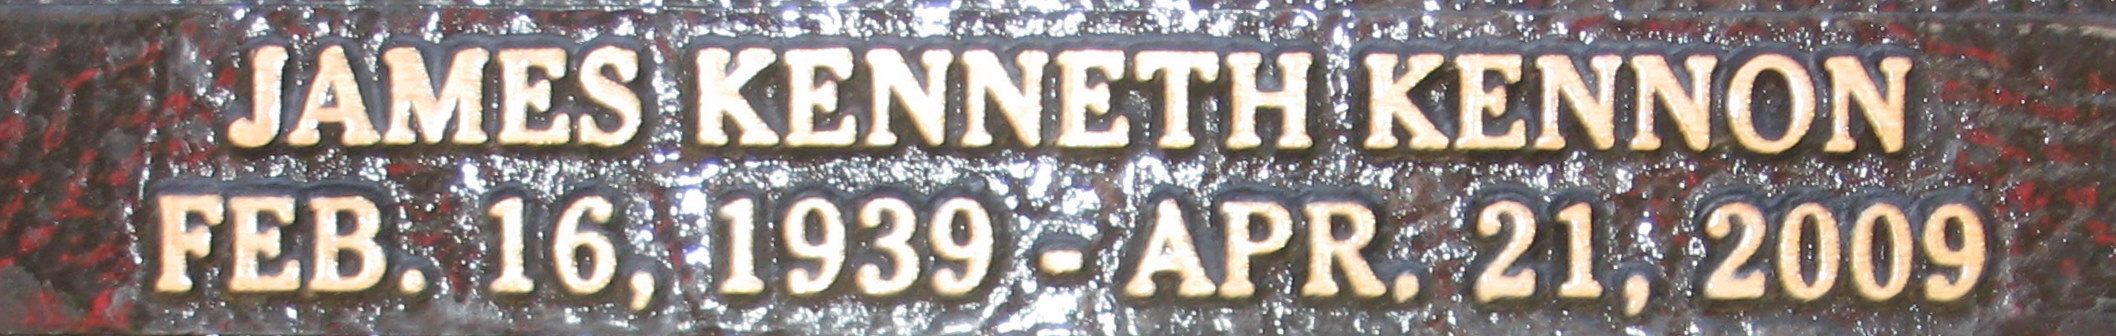 JAMES KENNETH KENNON
FEB. 16, 1939 - APR. 21, 2009